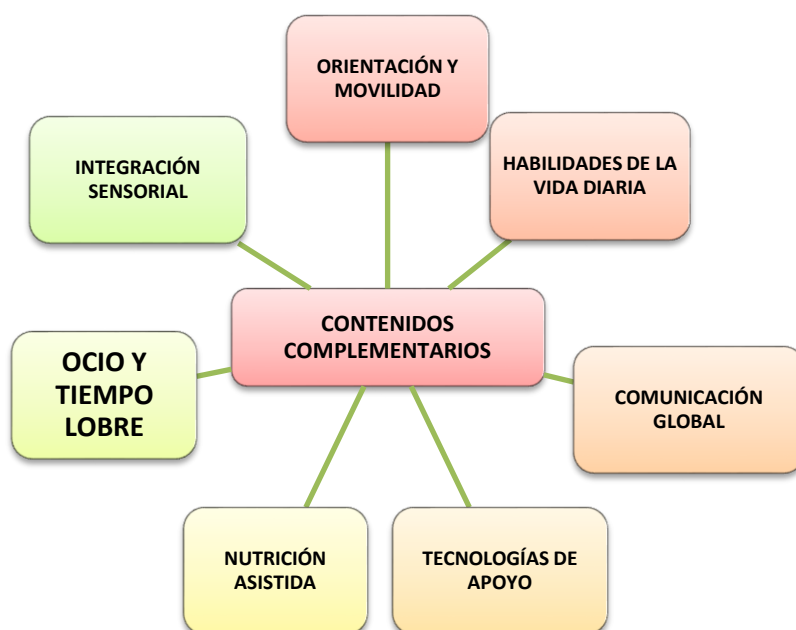 ORIENTACIÓN Y
MOVILIDAD
INTEGRACIÓN
SENSORIAL
HABILIDADES DE LA
VIDA DIARIA
CONTENIDOS
COMPLEMENTARIOS
OCIO Y
TIEMPO
LOBRE
COMUNICACIÓN
GLOBAL
NUTRICIÓN
ASISTIDA
TECNOLOGÍAS DE
APOYO